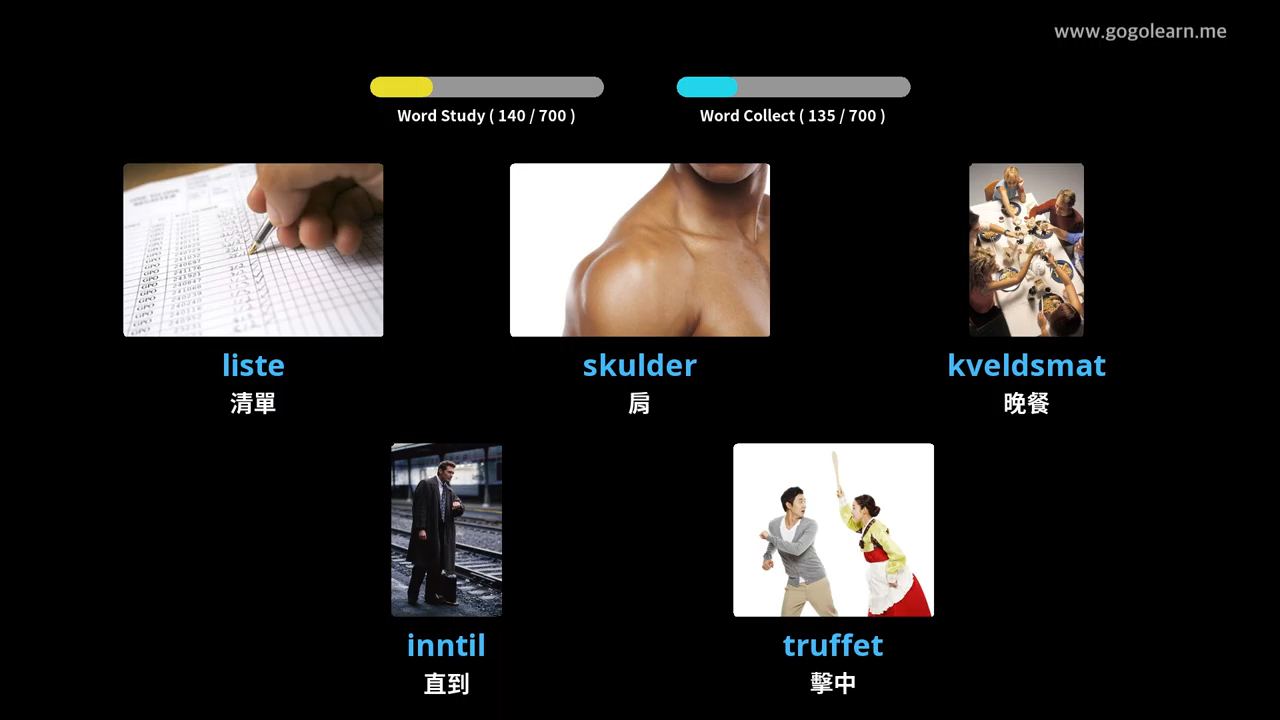 www.gogolearn.me
Word Study ( 140 / 700 )
Word Collect ( 135 / 700 )
liste
清單
skulder
肩
kveldsmat
晚餐
inntil
直到
truffet
擊中